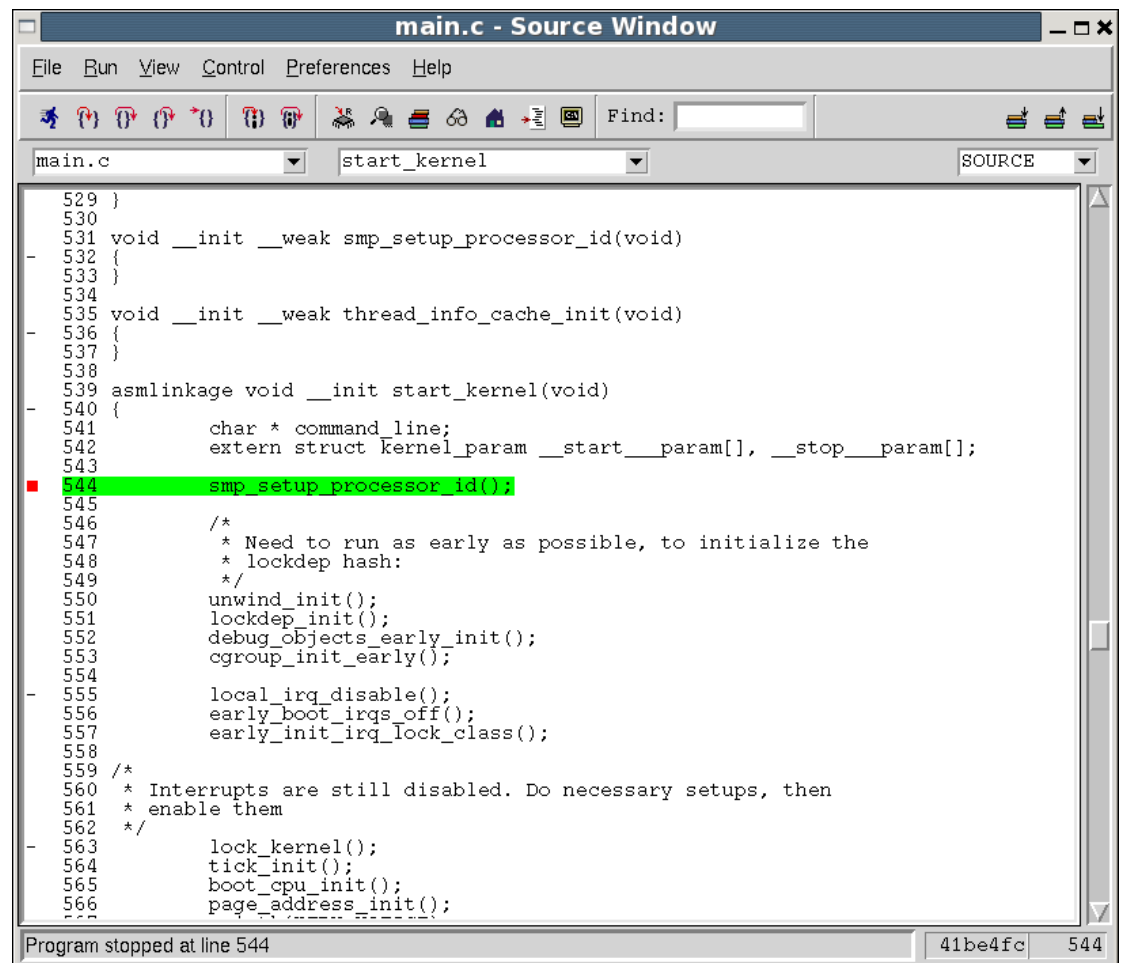 main.c - Source Window
File Run View Control Preferences Help
Find:
main.c start_kernel SOURCE
529 }
530
531 void __init __weak smp_setup_processor_id(void)
- 532 {
533 }
534
535 void __init __weak thread_info_cache_init(void)
- 536 {
537 }
538
539 asmlinkage void __init start_kernel(void)
- 540 {
541 char * command_line;
542 extern struct kernel_param __start___param[], __stop___param[];
543
544 smp_setup_processor_id();
545
546 /*
547 * Need to run as early as possible, to initialize the
548 * lockdep hash:
549 */
550 unwind_init();
551 lockdep_init();
552 debug_objects_early_init();
553 cgroup_init_early();
554
- 555 local_irq_disable();
556 early_boot_irqs_off();
557 early_init_irq_lock_class();
558
559 /*
560 * Interrupts are still disabled. Do necessary setups, then
561 * enable them
562 */
- 563 lock_kernel();
564 tick_init();
565 boot_cpu_init();
566 page_address_init();
Program stopped at line 544 41be4fc 544